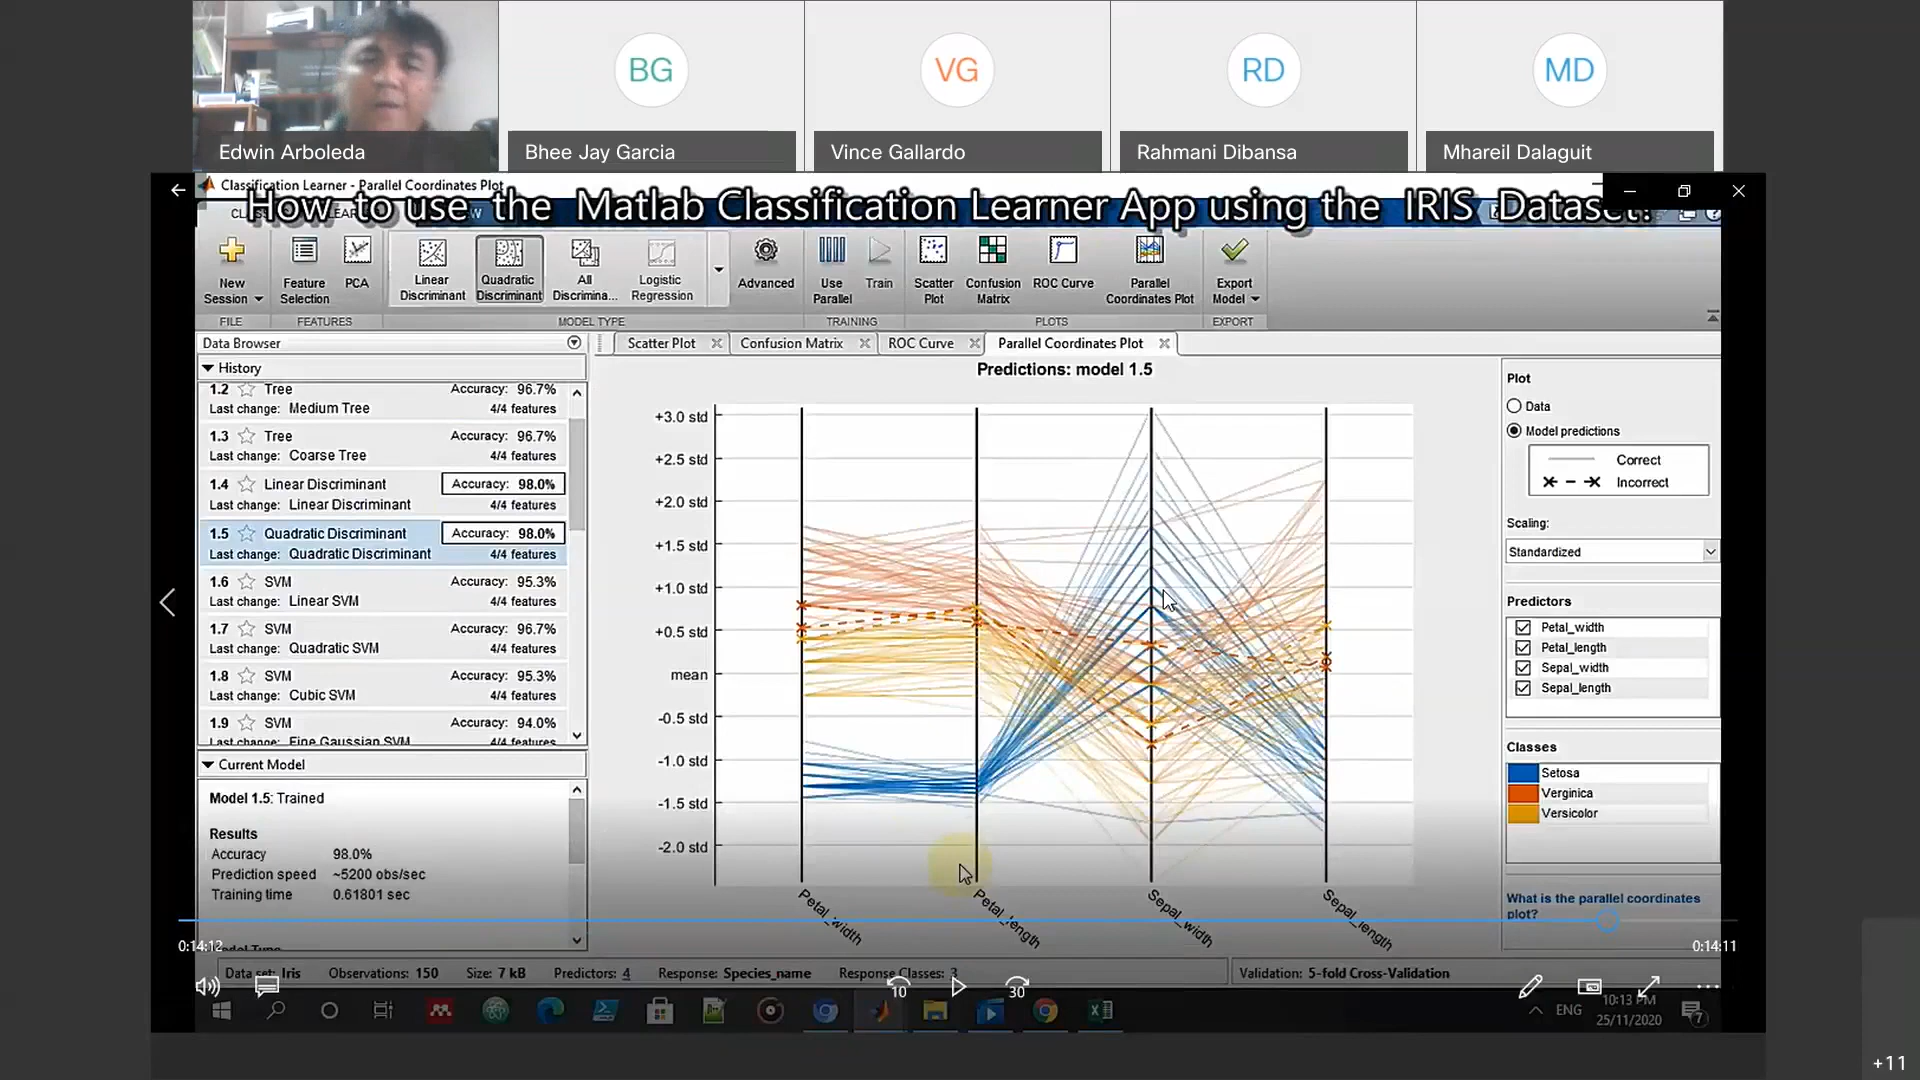 BG
VG
RD
MD
Edwin Arboleda
Bhee Jay Garcia
Vince Gallardo
Rahmani Dibansa
Mhareil Dalaguit
Classification Learner - Parallel Coordinates Plot
How to use the Matlab Classification Learner App using the IRIS Dataset!
New Session
Feature Selection
PCA
Linear Discriminant
Quadratic Discriminant
All Discrimina...
Logistic Regression
Advanced
Use Parallel
Train
Scatter Plot
Confusion Matrix
ROC Curve
Parallel Coordinates Plot
Export Model
FILE
FEATURES
MODEL TYPE
TRAINING
PLOTS
EXPORT
Data Browser
Scatter Plot
Confusion Matrix
ROC Curve
Parallel Coordinates Plot
History
1.2 Tree Accuracy: 96.7%
Last change: Medium Tree 4/4 features
1.3 Tree Accuracy: 96.7%
Last change: Coarse Tree 4/4 features
1.4 Linear Discriminant Accuracy: 98.0%
Last change: Linear Discriminant 4/4 features
1.5 Quadratic Discriminant Accuracy: 98.0%
Last change: Quadratic Discriminant 4/4 features
1.6 SVM Accuracy: 95.3%
Last change: Linear SVM 4/4 features
1.7 SVM Accuracy: 96.7%
Last change: Quadratic SVM 4/4 features
1.8 SVM Accuracy: 95.3%
Last change: Cubic SVM 4/4 features
1.9 SVM Accuracy: 94.0%
Last change: Fine Gaussian SVM 4/4 features
Current Model
Model 1.5: Trained
Results
Accuracy 98.0%
Prediction speed ~5200 obs/sec
Training time 0.61801 sec
Model Type
Predictions: model 1.5
+3.0 std
+2.5 std
+2.0 std
+1.5 std
+1.0 std
+0.5 std
mean
-0.5 std
-1.0 std
-1.5 std
-2.0 std
Petal_width
Petal_length
Sepal_width
Sepal_length
Plot
Data
Model predictions
Correct
Incorrect
Scaling:
Standardized
Predictors
Petal_width
Petal_length
Sepal_width
Sepal_length
Classes
Setosa
Verginica
Versicolor
What is the parallel coordinates
plot?
0:14:12
0:14:11
Data set: Iris Observations: 150 Size: 7 kB Predictors: 4 Response: Species_name Response Classes: 3
Validation: 5-fold Cross-Validation
10
30
ENG
10:13 PM
25/11/2020
7
+11